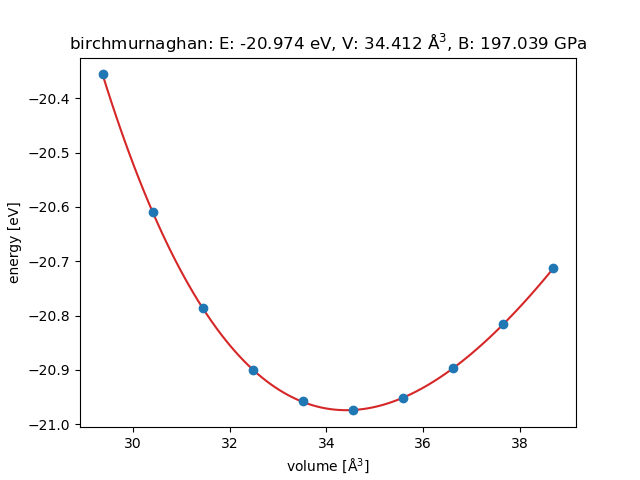 birchmurnaghan: E: -20.974 eV, V: 34.412 Å³, B: 197.039 GPa
−20.4
−20.5
−20.6
−20.7
−20.8
−20.9
−21.0
energy [eV]
30 32 34 36 38
volume [Å³]